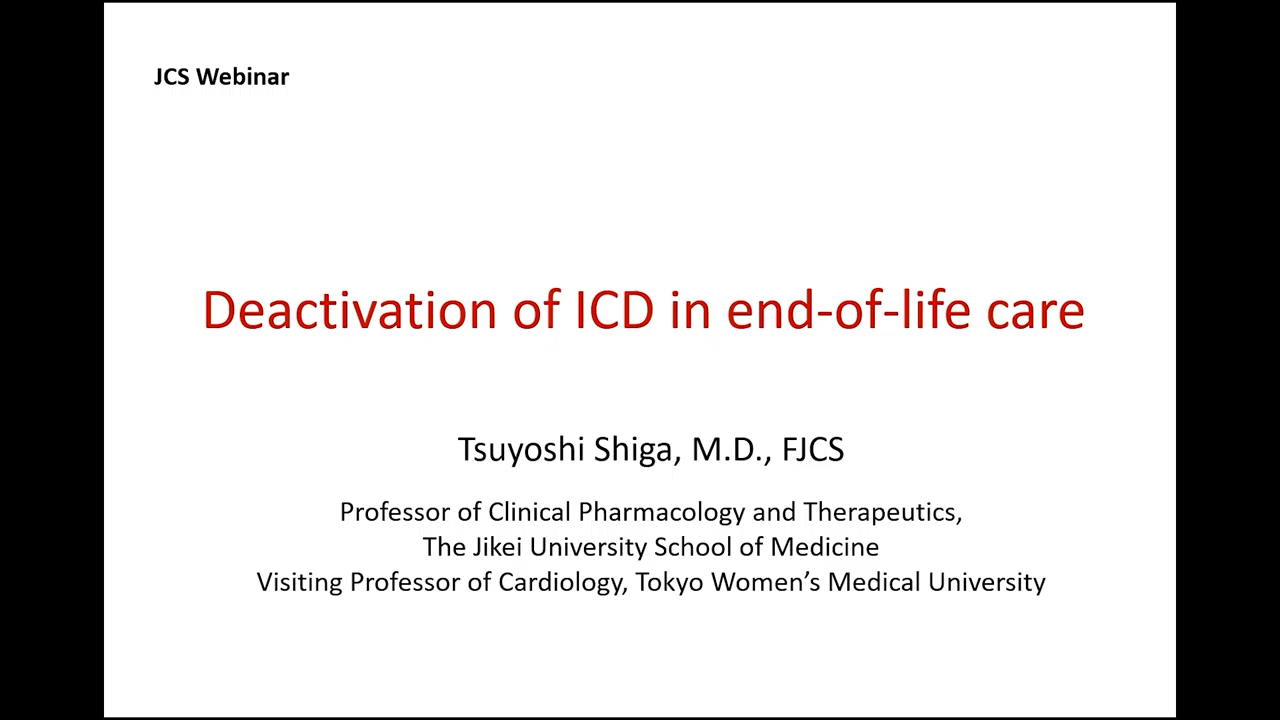 JCS Webinar
Deactivation of ICD in end-of-life care
Tsuyoshi Shiga, M.D., FJCS
Professor of Clinical Pharmacology and Therapeutics,
The Jikei University School of Medicine
Visiting Professor of Cardiology, Tokyo Women’s Medical University